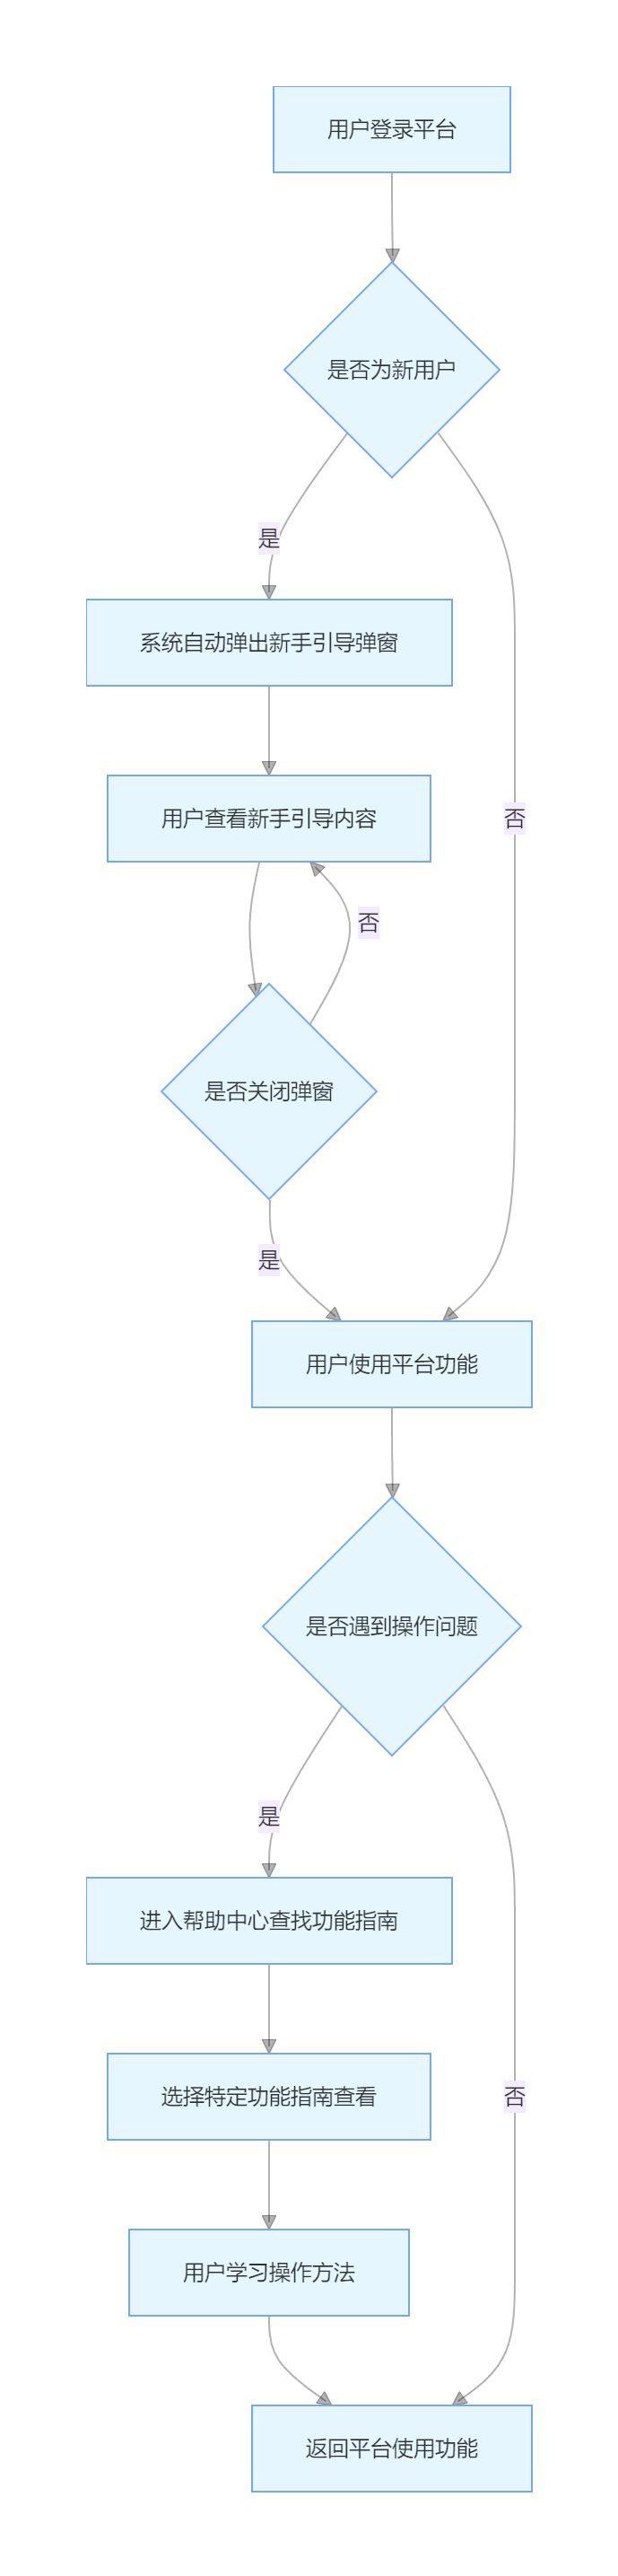 用户登录平台
是否为新用户
是
系统自动弹出新手引导弹窗
用户查看新手引导内容
否
否
是否关闭弹窗
是
用户使用平台功能
是否遇到操作问题
是
进入帮助中心查找功能指南
选择特定功能指南查看
否
用户学习操作方法
返回平台使用功能